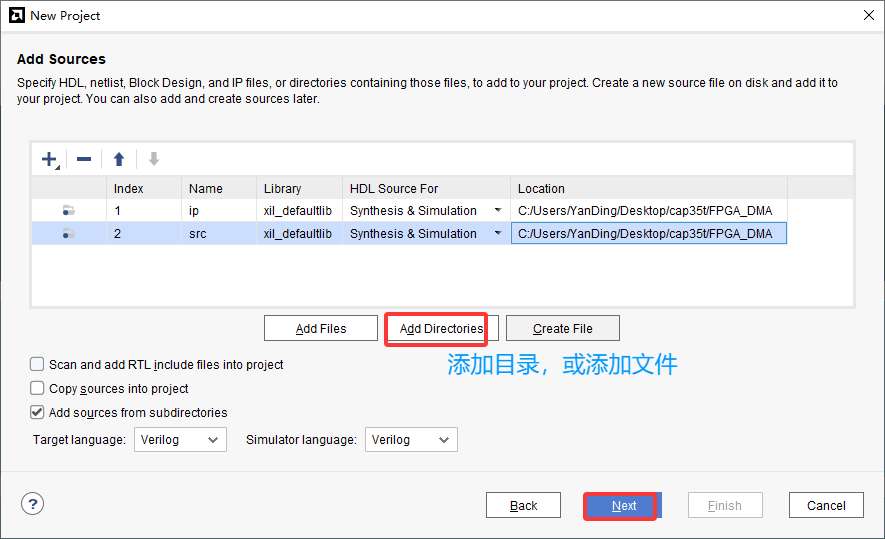 New Project
Add Sources
Specify HDL, netlist, Block Design, and IP files, or directories containing those files, to add to your project. Create a new source file on disk and add it to
your project. You can also add and create sources later.
Index Name Library HDL Source For Location
1 ip xil_defaultlib Synthesis & Simulation C:/Users/YanDing/Desktop/cap35t/FPGA_DMA
2 src xil_defaultlib Synthesis & Simulation C:/Users/YanDing/Desktop/cap35t/FPGA_DMA
Add Files Add Directories Create File
添加目录，或添加文件
Scan and add RTL include files into project
Copy sources into project
Add sources from subdirectories
Target language: Verilog Simulator language: Verilog
? Back Next Finish Cancel